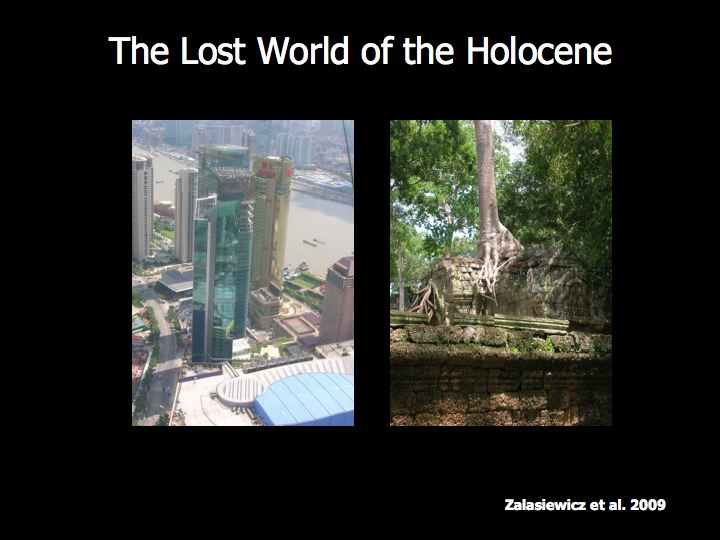 The Lost World of the Holocene
Zalasiewicz et al. 2009